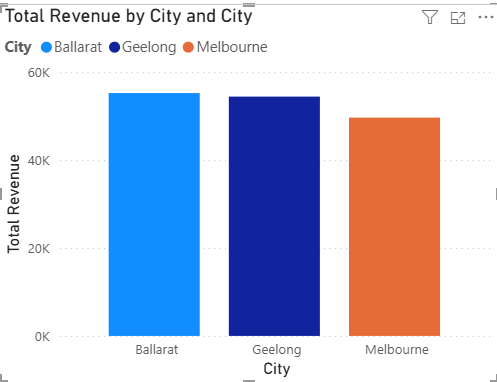 Total Revenue by City and City
City Ballarat Geelong Melbourne
60K
40K
20K
0K
Total Revenue
Ballarat Geelong Melbourne
City